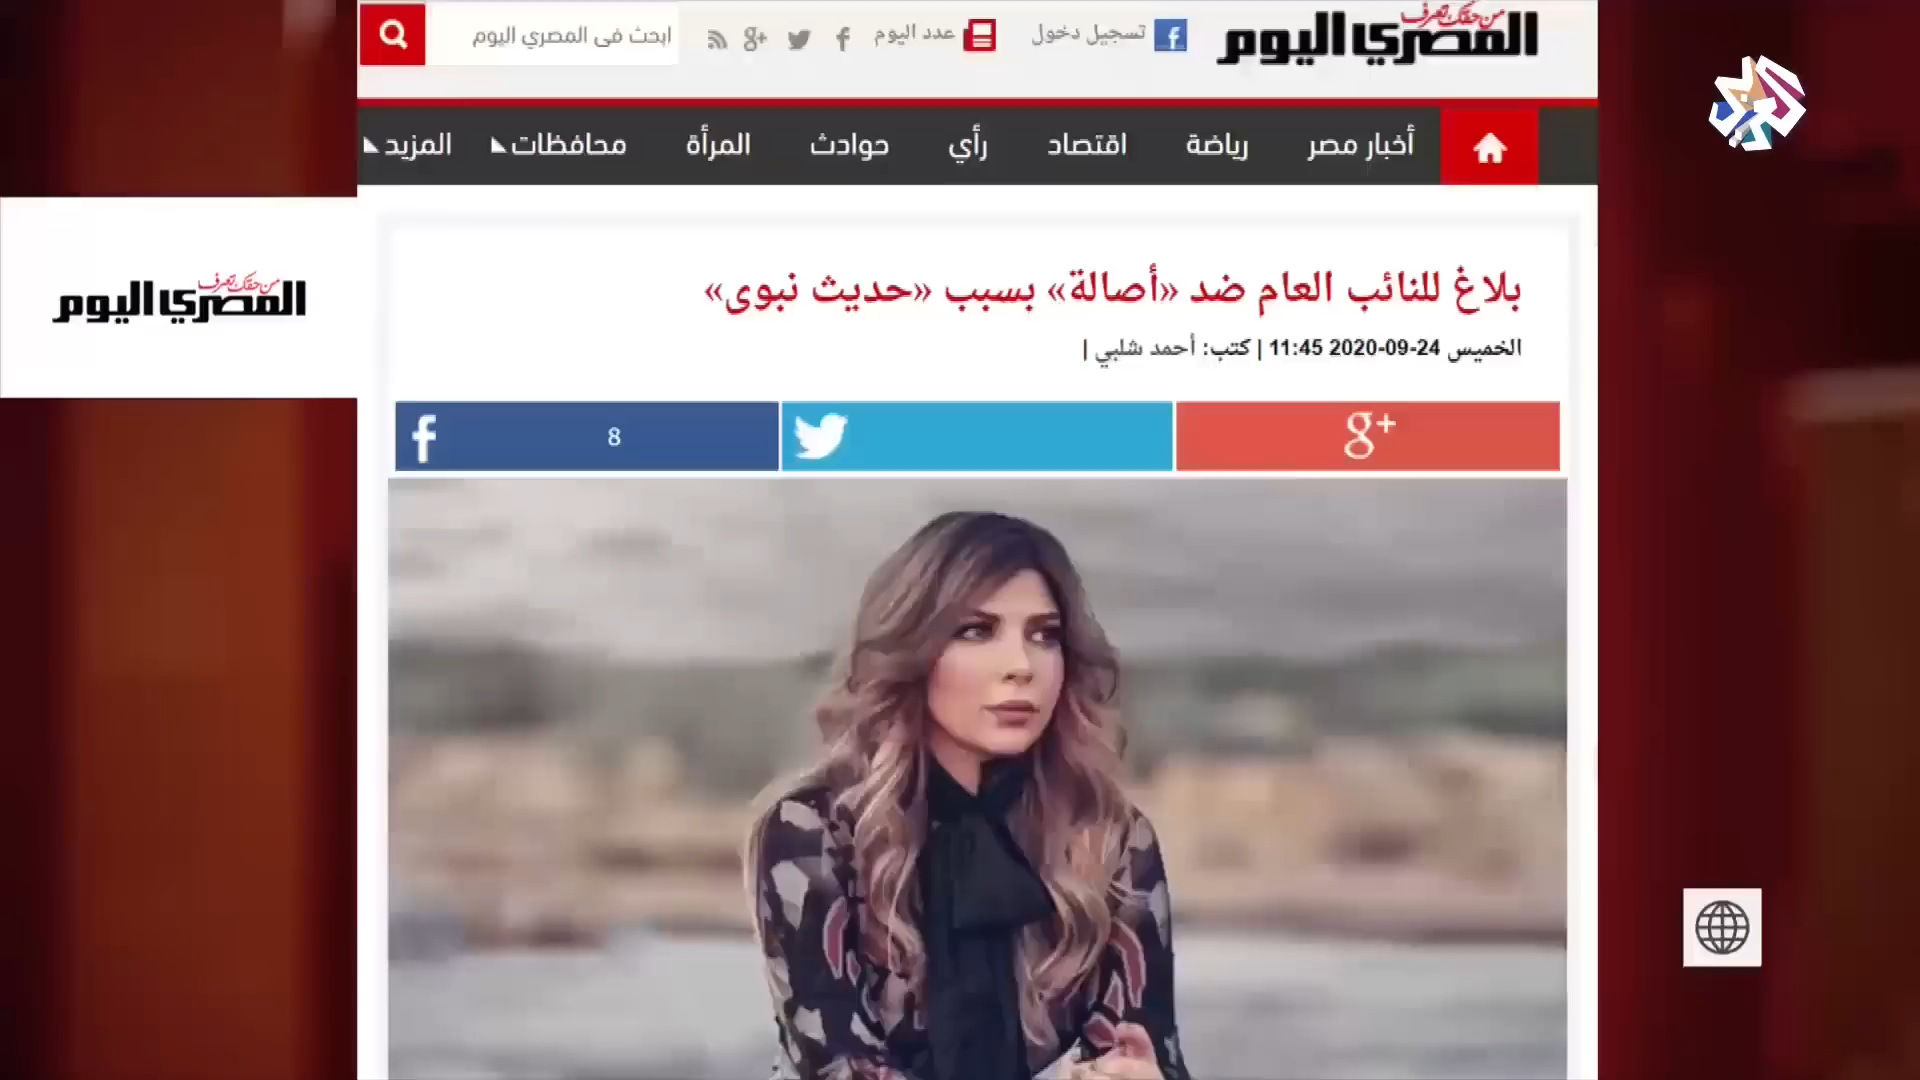 من حقك تعرف
المصري اليوم
تسجيل دخول
عدد اليوم
ابحث فى المصري اليوم
أخبار مصر
رياضة
اقتصاد
رأي
حوادث
المرأة
محافظات
المزيد
من حقك تعرف
المصري اليوم
بلاغ للنائب العام ضد «أصالة» بسبب «حديث نبوى»
الخميس 24-09-2020 11:45 | كتب: أحمد شلبي |
8
g+